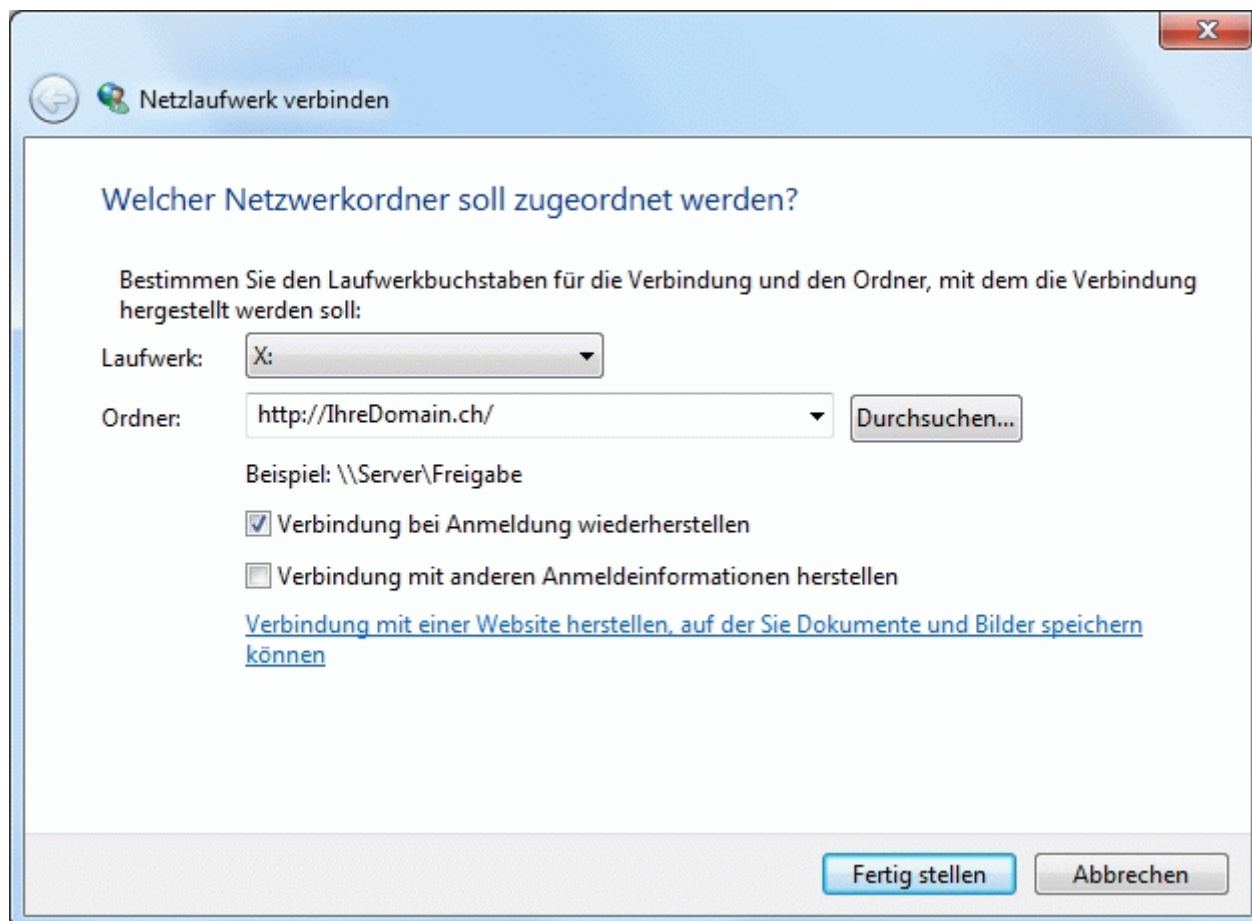 Netzlaufwerk verbinden
Welcher Netzwerkordner soll zugeordnet werden?
Bestimmen Sie den Laufwerkbuchstaben für die Verbindung und den Ordner, mit dem die Verbindung
hergestellt werden soll:
Laufwerk: X:
Ordner: http://IhreDomain.ch/ Durchsuchen...
Beispiel: \\Server\Freigabe
Verbindung bei Anmeldung wiederherstellen
Verbindung mit anderen Anmeldeinformationen herstellen
Verbindung mit einer Website herstellen, auf der Sie Dokumente und Bilder speichern
können
Fertig stellen Abbrechen